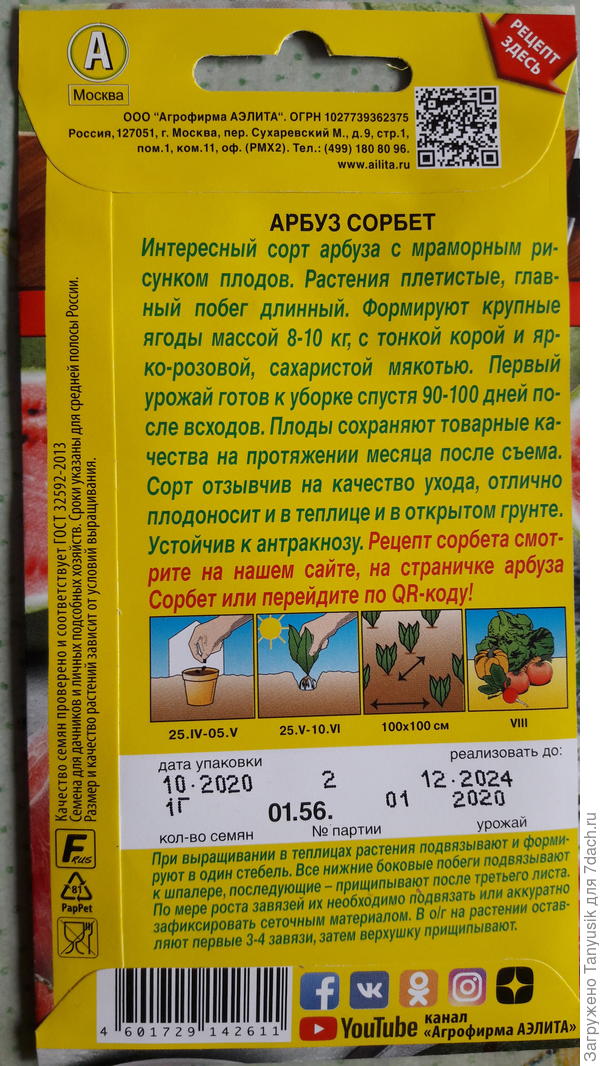 А
Москва
РЕЦЕПТ
ЗДЕСЬ
ООО "Агрофирма АЭЛИТА". ОГРН 1027739362375
Россия,127051, г. Москва, пер. Сухаревский М., д.9, стр.1,
пом.1, ком.11, оф. (РМХ2). Тел.: (499) 180 80 96.
www.ailita.ru
АРБУЗ СОРБЕТ
Интересный сорт арбуза с мраморным ри-
сунком плодов. Растения плетистые, глав-
ный побег длинный. Формируют крупные
ягоды массой 8-10 кг, с тонкой корой и яр-
ко-розовой, сахаристой мякотью. Первый
урожай готов к уборке спустя 90-100 дней по-
сле всходов. Плоды сохраняют товарные ка-
чества на протяжении месяца после съема.
Сорт отзывчив на качество ухода, отлично
плодоносит и в теплице и в открытом грунте.
Устойчив к антракнозу. Рецепт сорбета смот-
рите на нашем сайте, на страничке арбуза
Сорбет или перейдите по QR-коду!
25.IV-05.V
25.V-10.VI
100х100 см
VIII
дата упаковки
реализовать до:
10·2020
2
12·2024
1Г
01.56.
01
2020
кол-во семян
№ партии
урожай
При выращивании в теплицах растения подвязывают и форми-
руют в один стебель. Все нижние боковые побеги подвязывают
к шпалере, последующие – прищипывают после третьего листа.
По мере роста завязей их необходимо подвязать или аккуратно
зафиксировать сеточным материалом. В о/г на растении остав-
ляют первые 3-4 завязи, затем верхушку прищипывают.
Качество семян проверено и соответствует ГОСТ 32592-2013
Семена для дачников и личных подсобных хозяйств. Сроки указаны для средней полосы России.
Размер и качество растений зависит от условий выращивания.
F RUS
81
PapPet
4 601729 142611
YouTube
канал
«Агрофирма АЭЛИТА»
Загружено Tanyusik для 7dach.ru